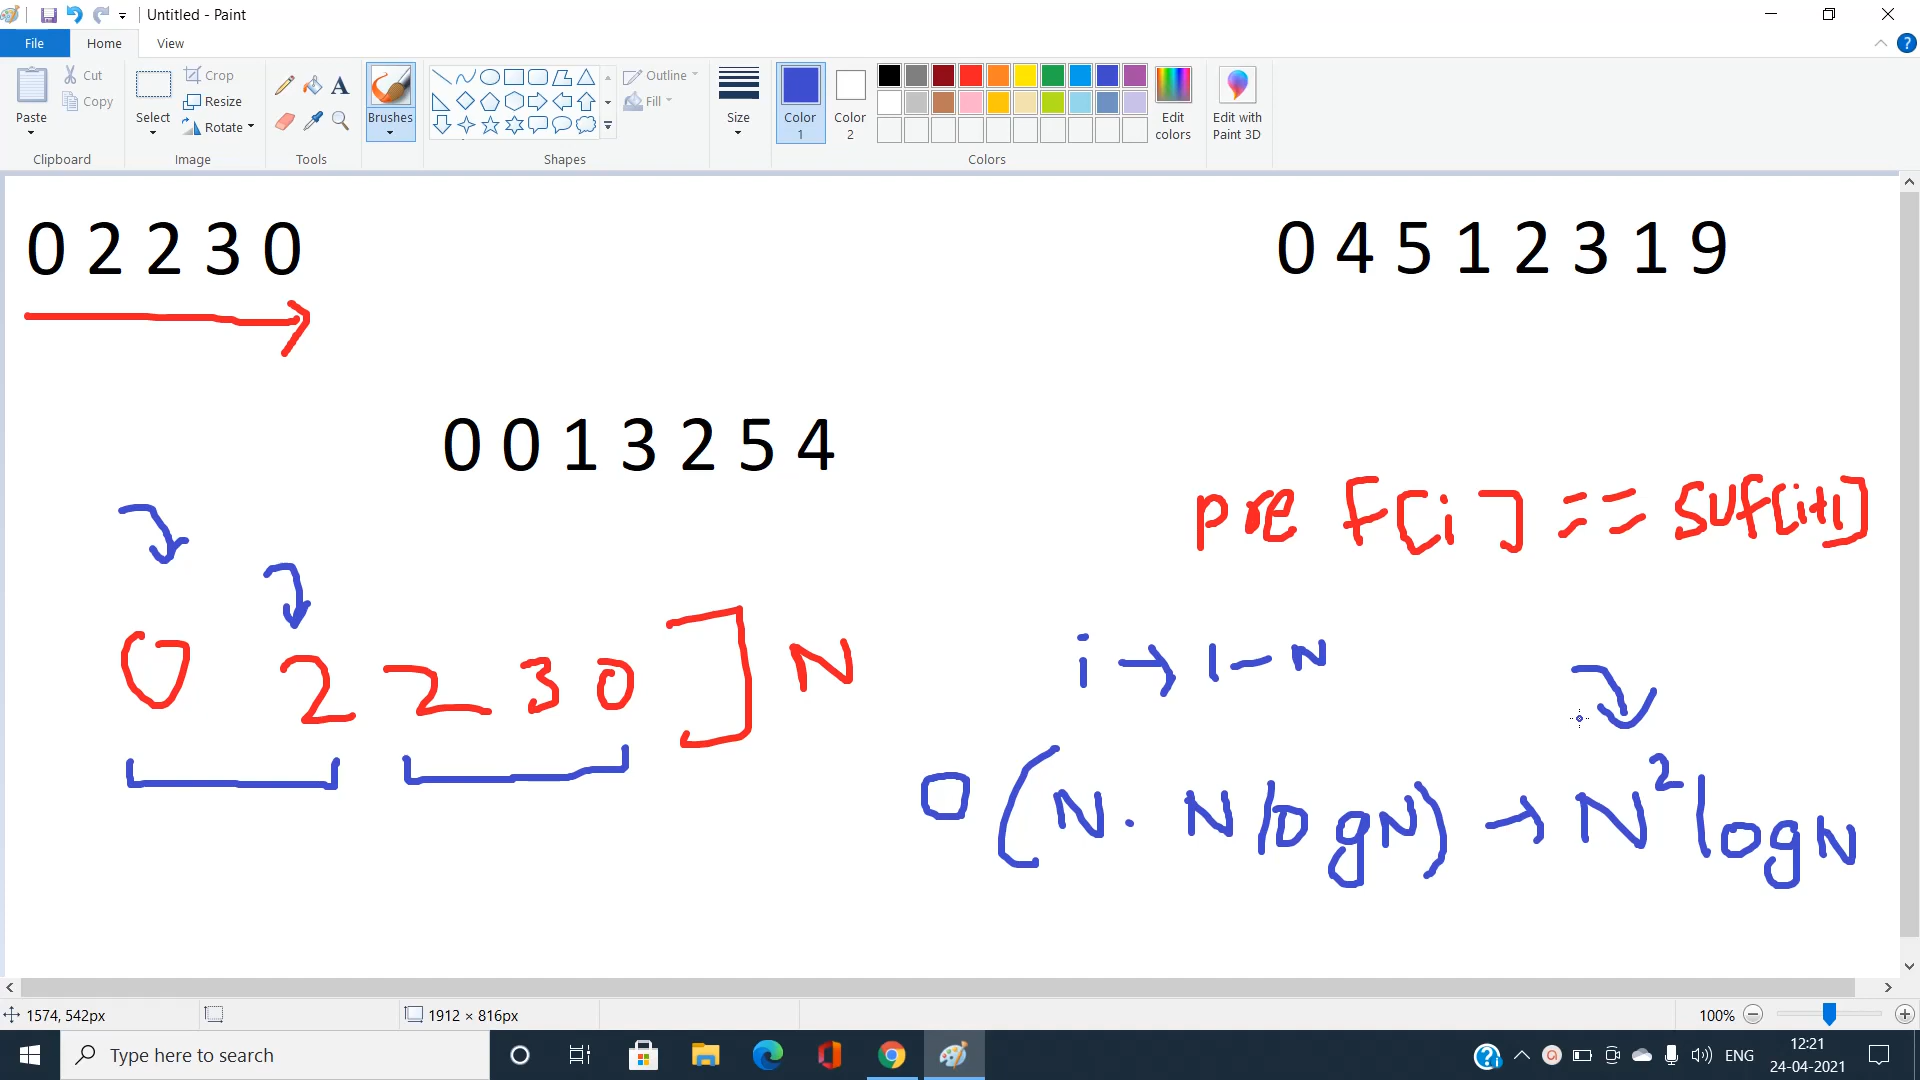 Untitled - Paint
File Home View
Paste
Cut
Copy
Clipboard
Select
Crop
Resize
Rotate
Image
Tools
Brushes
Shapes
Outline
Fill
Size
Color 1
Color 2
Colors
Edit colors
Edit with Paint 3D
0 2 2 3 0
0 4 5 1 2 3 1 9
0 0 1 3 2 5 4
pre f[i] == suf[i+1]
0 2 2 3 0 ] N
i → 1 - N
O(N. N log N) → N² log N
1574, 542px
1912 × 816px
100%
Type here to search
ENG
12:21
24-04-2021